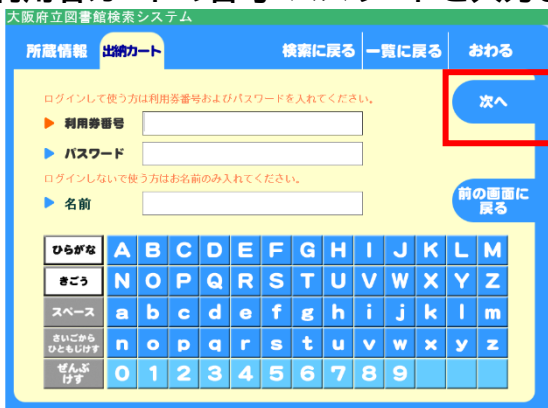 大阪府立図書館検索システム
所蔵情報 出納カート 検索に戻る 一覧に戻る おわる
ログインして使う方は利用券番号およびパスワードを入れてください。
次へ
利用券番号
パスワード
ログインしないで使う方はお名前のみ入れてください。
名前
前の画面に
戻る
ひらがな A B C D E F G H I J K L M
きごう N O P Q R S T U V W X Y Z
スペース a b c d e f g h i j k l m
さいごから
ひともじけす n o p q r s t u v w x y z
ぜんぶ
けす 0 1 2 3 4 5 6 7 8 9